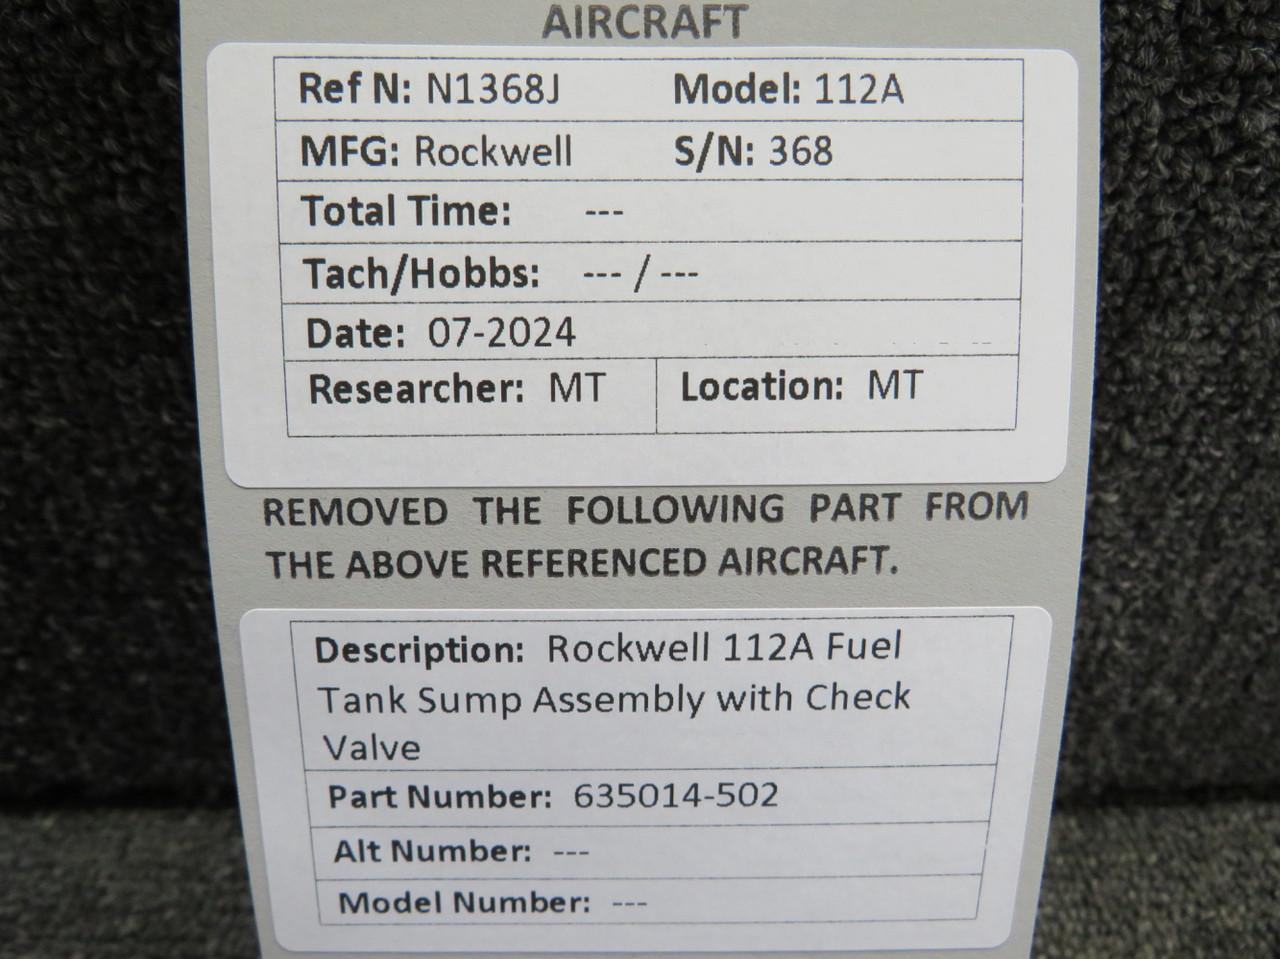 AIRCRAFT
Ref N: N1368J Model: 112A
MFG: Rockwell S/N: 368
Total Time: ---
Tach/Hobbs: --- / ---
Date: 07-2024
Researcher: MT Location: MT
REMOVED THE FOLLOWING PART FROM
THE ABOVE REFERENCED AIRCRAFT.
Description: Rockwell 112A Fuel
Tank Sump Assembly with Check
Valve
Part Number: 635014-502
Alt Number: ---
Model Number: ---